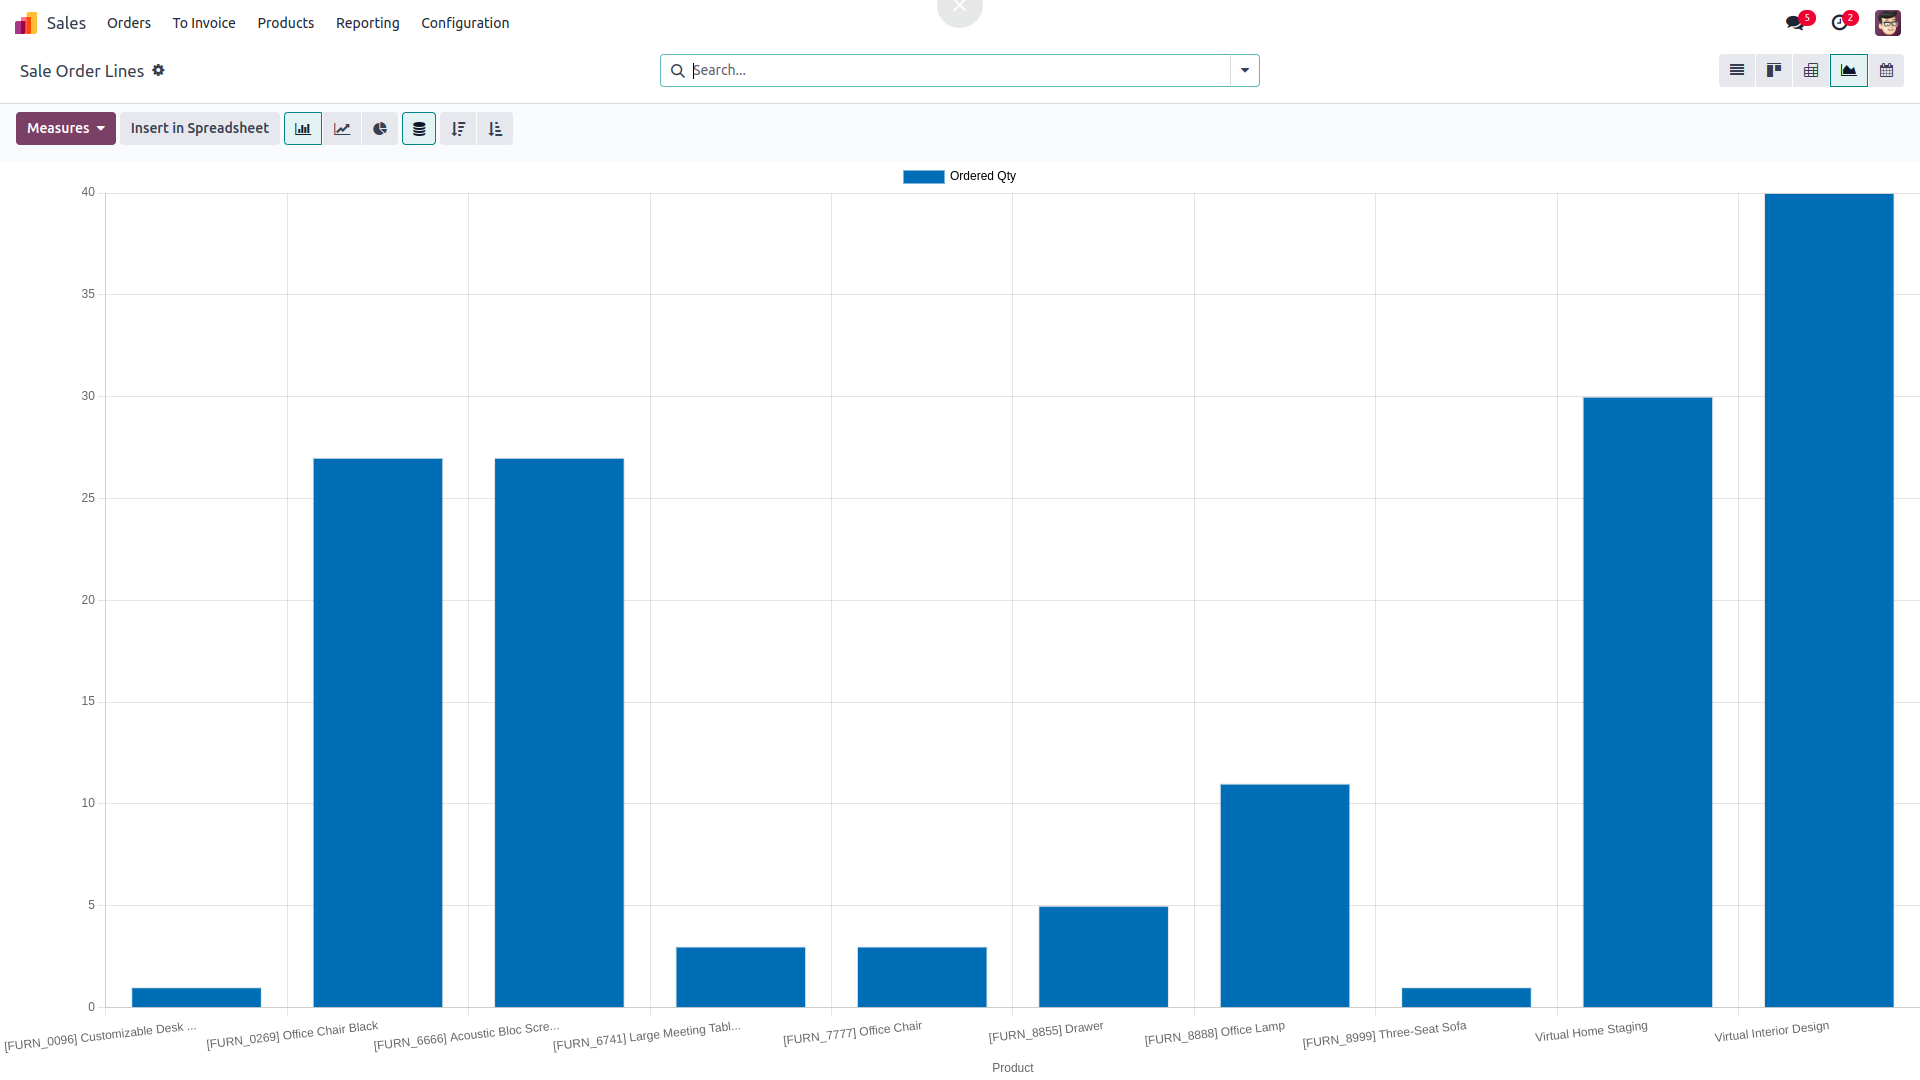 Sales Orders To Invoice Products Reporting Configuration 5 2
Sale Order Lines Search...
Measures Insert in Spreadsheet
Ordered Qty
40
35
30
25
20
15
10
5
0
[FURN_0096] Customizable Desk ...
[FURN_0269] Office Chair Black
[FURN_6666] Acoustic Bloc Scre...
[FURN_6741] Large Meeting Tabl...
[FURN_7777] Office Chair
[FURN_8855] Drawer
[FURN_8888] Office Lamp
[FURN_8999] Three-Seat Sofa
Virtual Home Staging
Virtual Interior Design
Product